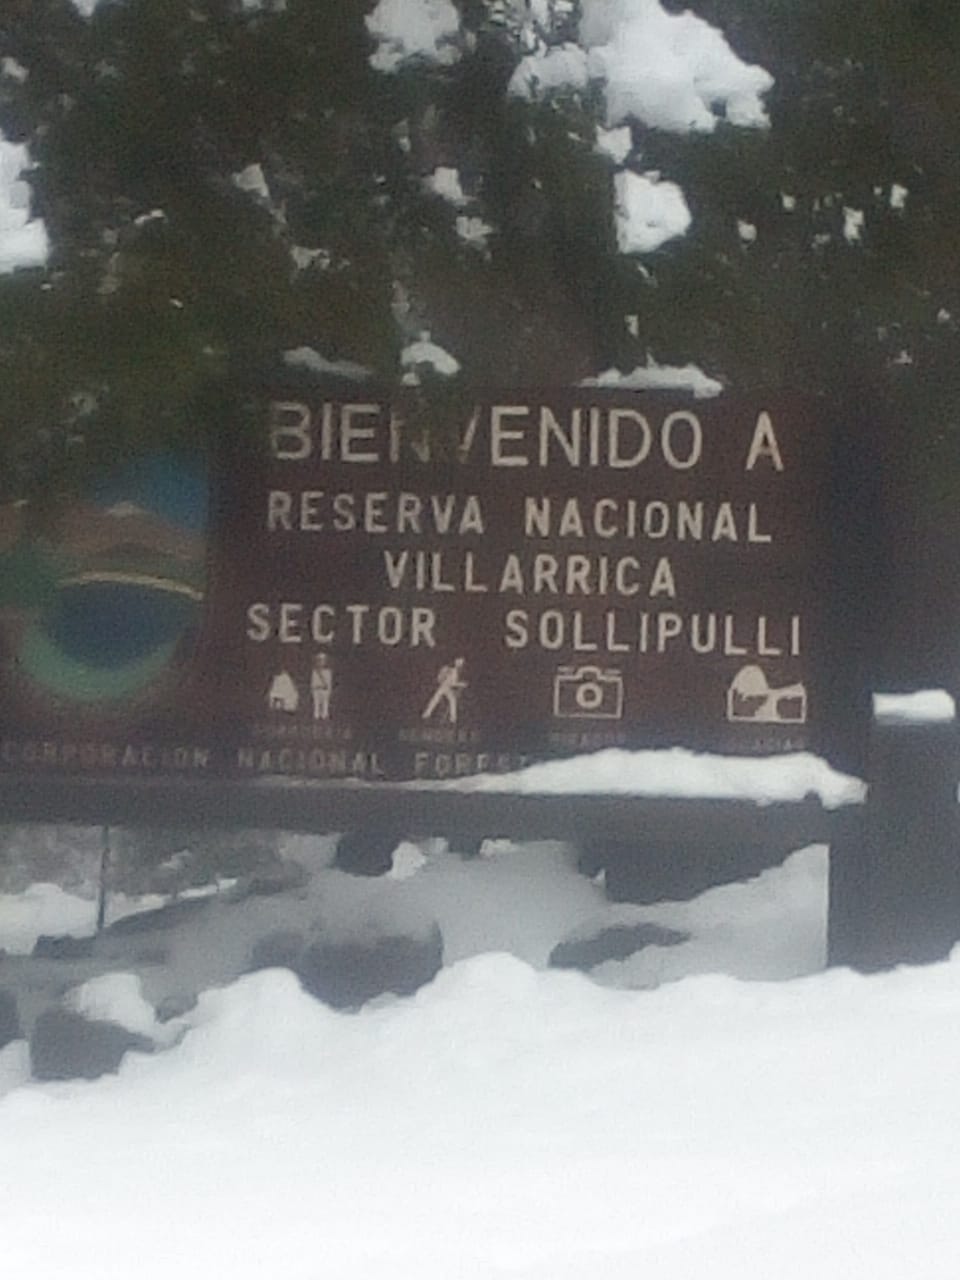 BIENVENIDO A
RESERVA NACIONAL
VILLARRICA
SECTOR SOLLIPULLI
CORPORACION NACIONAL